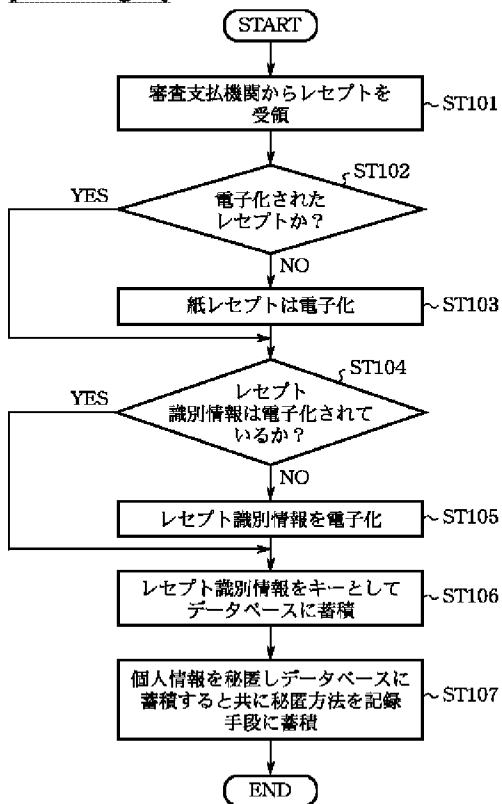 START
審査支払機関からレセプトを
受領
ST101
ST102
電子化された
レセプトか？
YES
NO
紙レセプトは電子化
ST103
ST104
レセプト
識別情報は電子化されて
いるか？
YES
NO
レセプト識別情報を電子化
ST105
レセプト識別情報をキーとして
データベースに蓄積
ST106
個人情報を秘匿しデータベースに
蓄積すると共に秘匿方法を記録
手段に蓄積
ST107
END